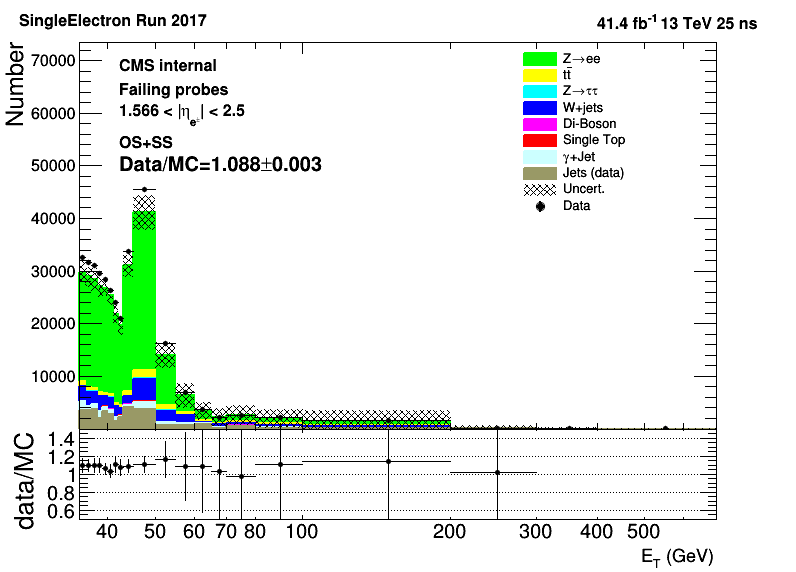 SingleElectron Run 2017
41.4 fb⁻¹ 13 TeV 25 ns
Number
70000
60000
50000
40000
30000
20000
10000
CMS internal
Failing probes
1.566 < |η_e±| < 2.5
OS+SS
Data/MC=1.088±0.003
Z→ee
tt̄
Z→ττ
W+jets
Di-Boson
Single Top
γ+Jet
Jets (data)
Uncert.
Data
data/MC
1.4
1.2
1
0.8
0.6
40 50 60 70 80 100 200 300 400 500
E_T (GeV)